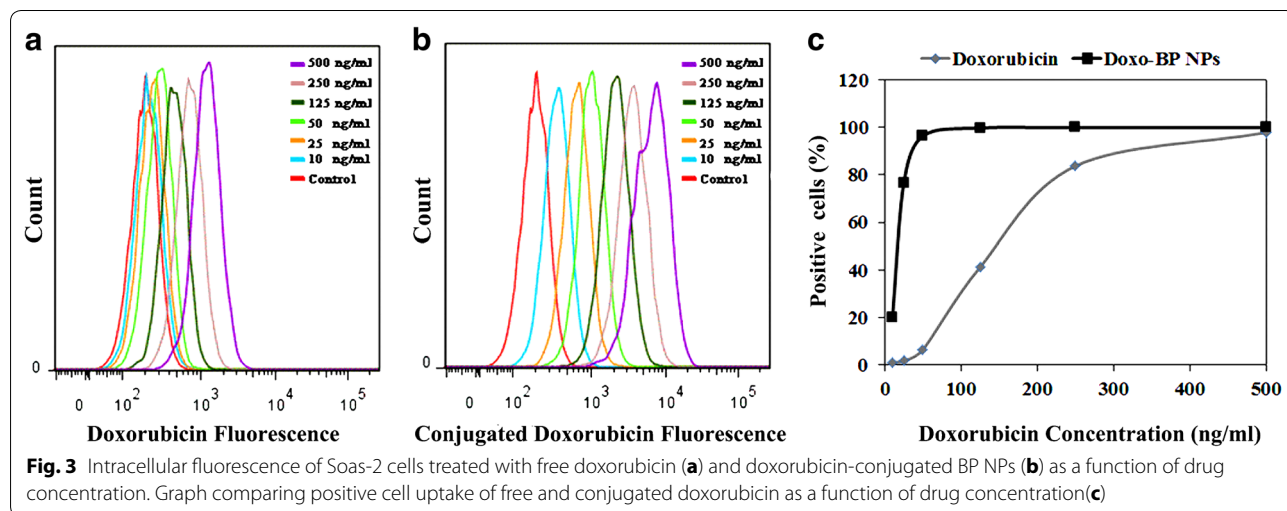 a
500 ng/ml
250 ng/ml
125 ng/ml
50 ng/ml
25 ng/ml
10 ng/ml
Control
Count
0
0 10^2 10^3 10^4 10^5
Doxorubicin Fluorescence
b
500 ng/ml
250 ng/ml
125 ng/ml
50 ng/ml
25 ng/ml
10 ng/ml
Control
Count
0
0 10^2 10^3 10^4 10^5
Conjugated Doxorubicin Fluorescence
c
Doxorubicin Doxo-BP NPs
Positive cells (%)
120
100
80
60
40
20
0
0 100 200 300 400 500
Doxorubicin Concentration (ng/ml)
Fig. 3 Intracellular fluorescence of Soas-2 cells treated with free doxorubicin (a) and doxorubicin-conjugated BP NPs (b) as a function of drug
concentration. Graph comparing positive cell uptake of free and conjugated doxorubicin as a function of drug concentration(c)